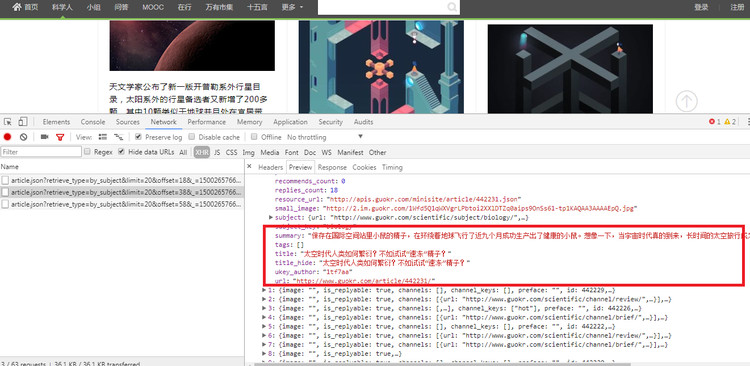 首页 科学人 小组 问答 MOOC 在行 万有市集 十五言 更多 登录 注册
天文学家公布了新一版开普勒系外行星目
录，太阳系外的行星备选者又新增了200多
颗，其中10颗类似于地球并且处在宜居带
Elements Console Sources Network Performance Memory Application Security Audits 1 2
View: Preserve log Disable cache Offline No throttling
Filter Regex Hide data URLs All XHR JS CSS Img Media Font Doc WS Manifest Other
Name
article.json?retrieve_type=by_subject&limit=20&offset=18&_=1500265766...
article.json?retrieve_type=by_subject&limit=20&offset=38&_=1500265766...
article.json?retrieve_type=by_subject&limit=20&offset=58&_=1500265766...
3 / 63 requests | 36.1 KB / 36.1 KB transferred
Headers Preview Response Cookies Timing
recommends_count: 0
replies_count: 18
resource_url: "http://apis.guokr.com/minisite/article/442231.json"
subject: {url: "http://www.guokr.com/scientific/subject/biology/",…}
summary: "保存在国际空间站里小鼠的精子，在环绕着地球飞行了近九个月成功生产出了健康的小鼠。想像一下，当宇宙时代真的到来，长时间的太空旅行成
tags: []
title: "太空时代人类如何繁衍？不如试试“速冻”精子？"
title_hide: "太空时代人类如何繁衍？不如试试“速冻”精子？"
ukey_author: "1tf7aa"
url: "http://www.guokr.com/article/442231/"
1: {image: "", is_replyable: true, channels: [], channel_keys: [], preface: "", id: 442229,…}
2: {image: "", is_replyable: true, channels: [{url: "http://www.guokr.com/scientific/channel/review/",…}],…}
3: {image: "", is_replyable: true, channels: [,…], channel_keys: ["hot"], preface: "", id: 442226,…}
4: {image: "", is_replyable: true, channels: [{url: "http://www.guokr.com/scientific/channel/brief/",…}],…}
5: {image: "", is_replyable: true, channels: [], channel_keys: [], preface: "", id: 442222,…}
6: {image: "", is_replyable: true, channels: [{url: "http://www.guokr.com/scientific/channel/review/",…}],…}
7: {image: "", is_replyable: true, channels: [{url: "http://www.guokr.com/scientific/channel/brief/",…}],…}
8: {image: "", is_replyable: true,…}